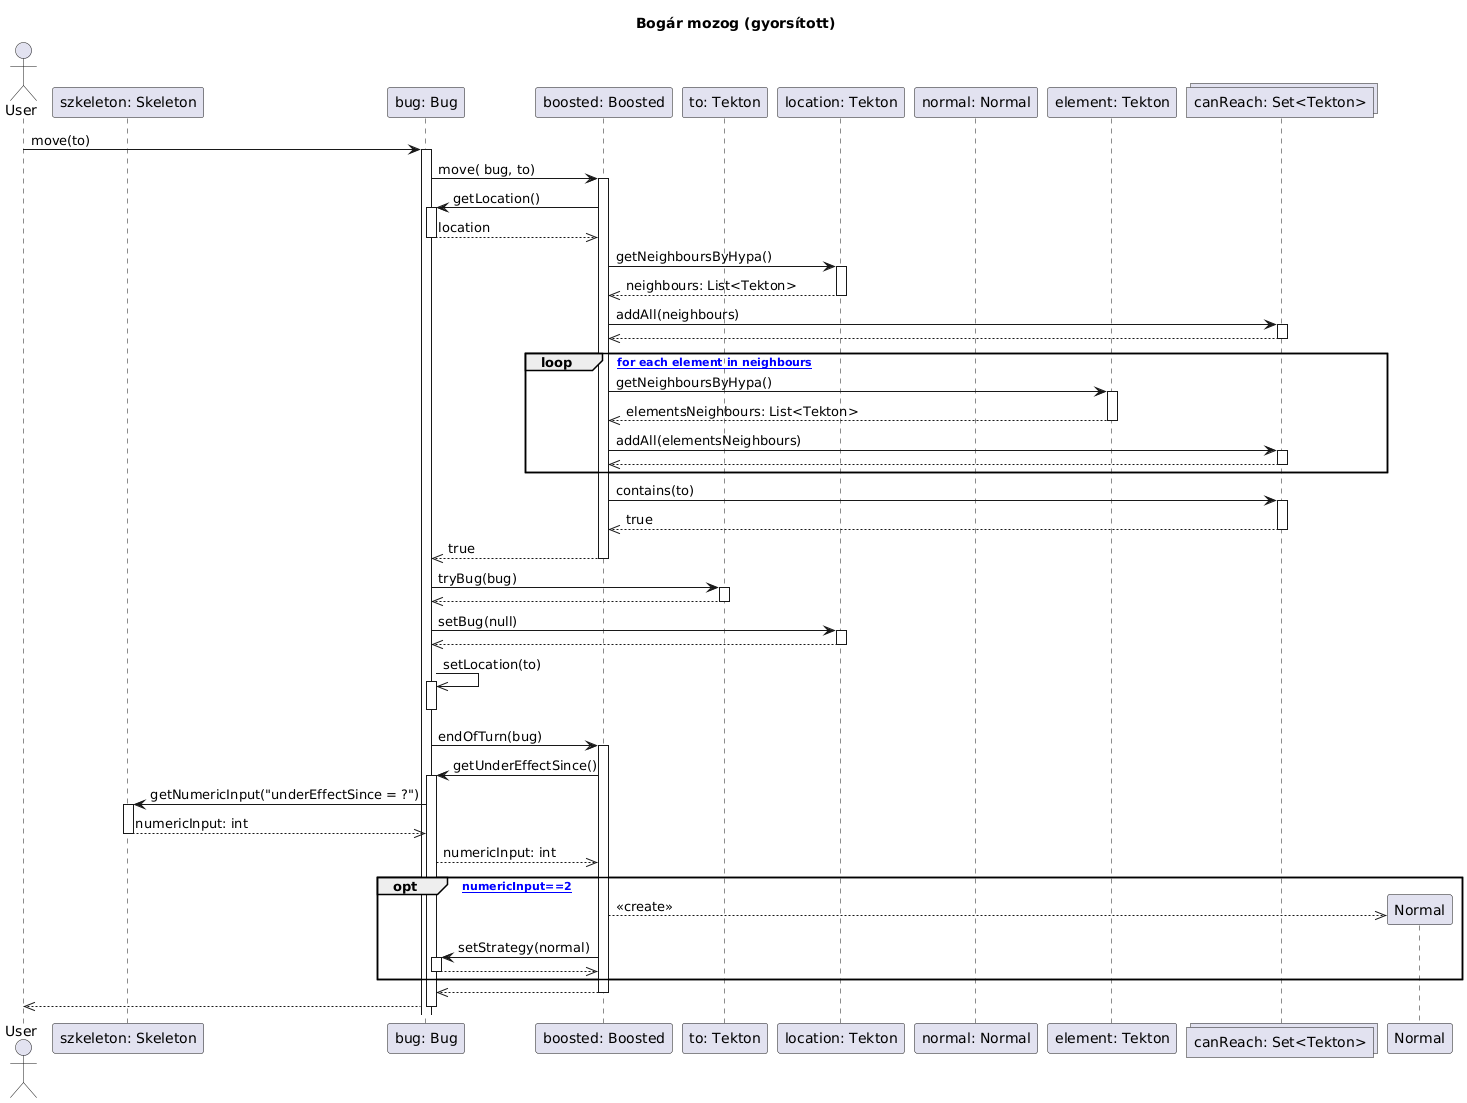 Bogár mozog (gyorsított)
User
szkeleton: Skeleton
bug: Bug
boosted: Boosted
to: Tekton
location: Tekton
normal: Normal
element: Tekton
canReach: Set<Tekton>
move(to)
move( bug, to)
getLocation()
location
getNeighboursByHypa()
neighbours: List<Tekton>
addAll(neighbours)
loop
for each element in neighbours
getNeighboursByHypa()
elementsNeighbours: List<Tekton>
addAll(elementsNeighbours)
contains(to)
true
true
tryBug(bug)
setBug(null)
setLocation(to)
endOfTurn(bug)
getUnderEffectSince()
getNumericInput("underEffectSince = ?")
numericInput: int
numericInput: int
opt
numericInput==2
«create»
Normal
setStrategy(normal)
User
szkeleton: Skeleton
bug: Bug
boosted: Boosted
to: Tekton
location: Tekton
normal: Normal
element: Tekton
canReach: Set<Tekton>
Normal